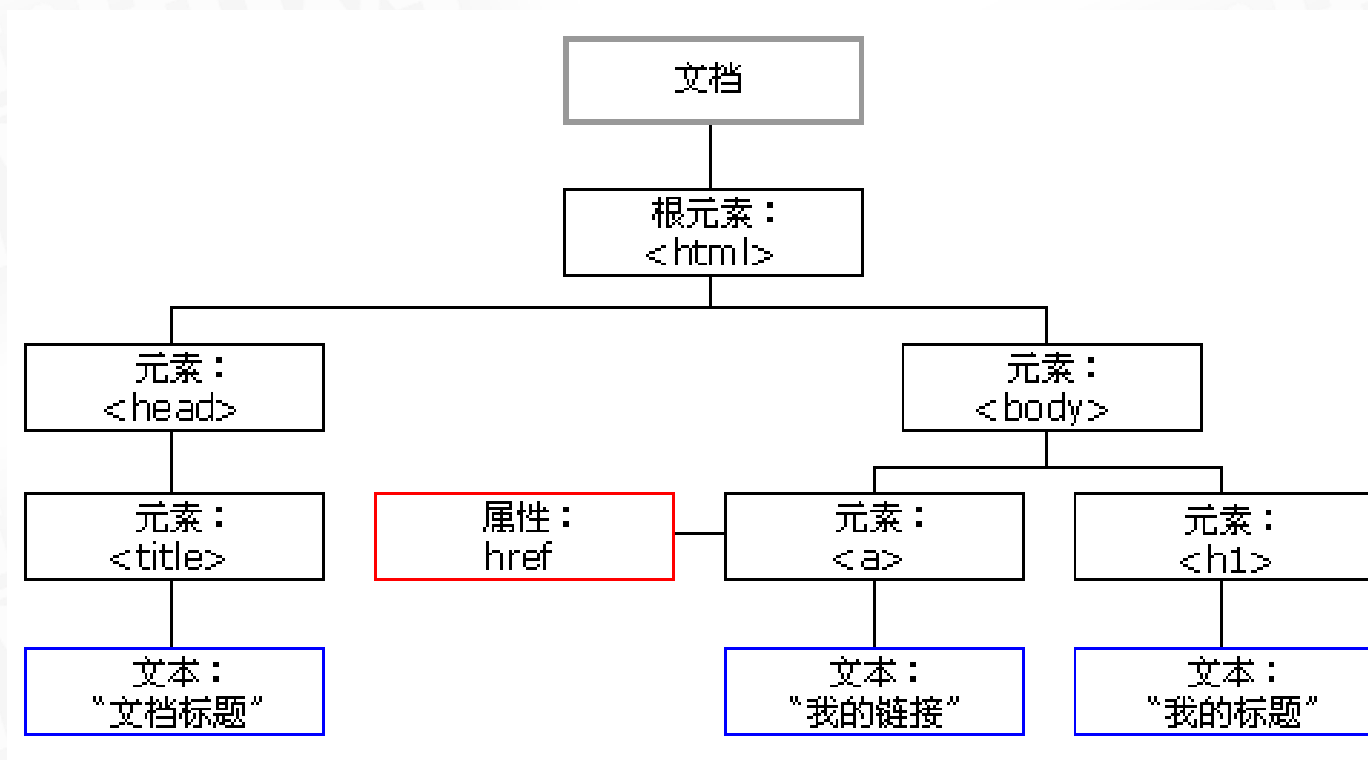 文档
根元素：
<html>
元素：
<head>
元素：
<body>
元素：
<title>
属性：
href
元素：
<a>
元素：
<h1>
文本：
“文档标题”
文本：
“我的链接”
文本：
“我的标题”